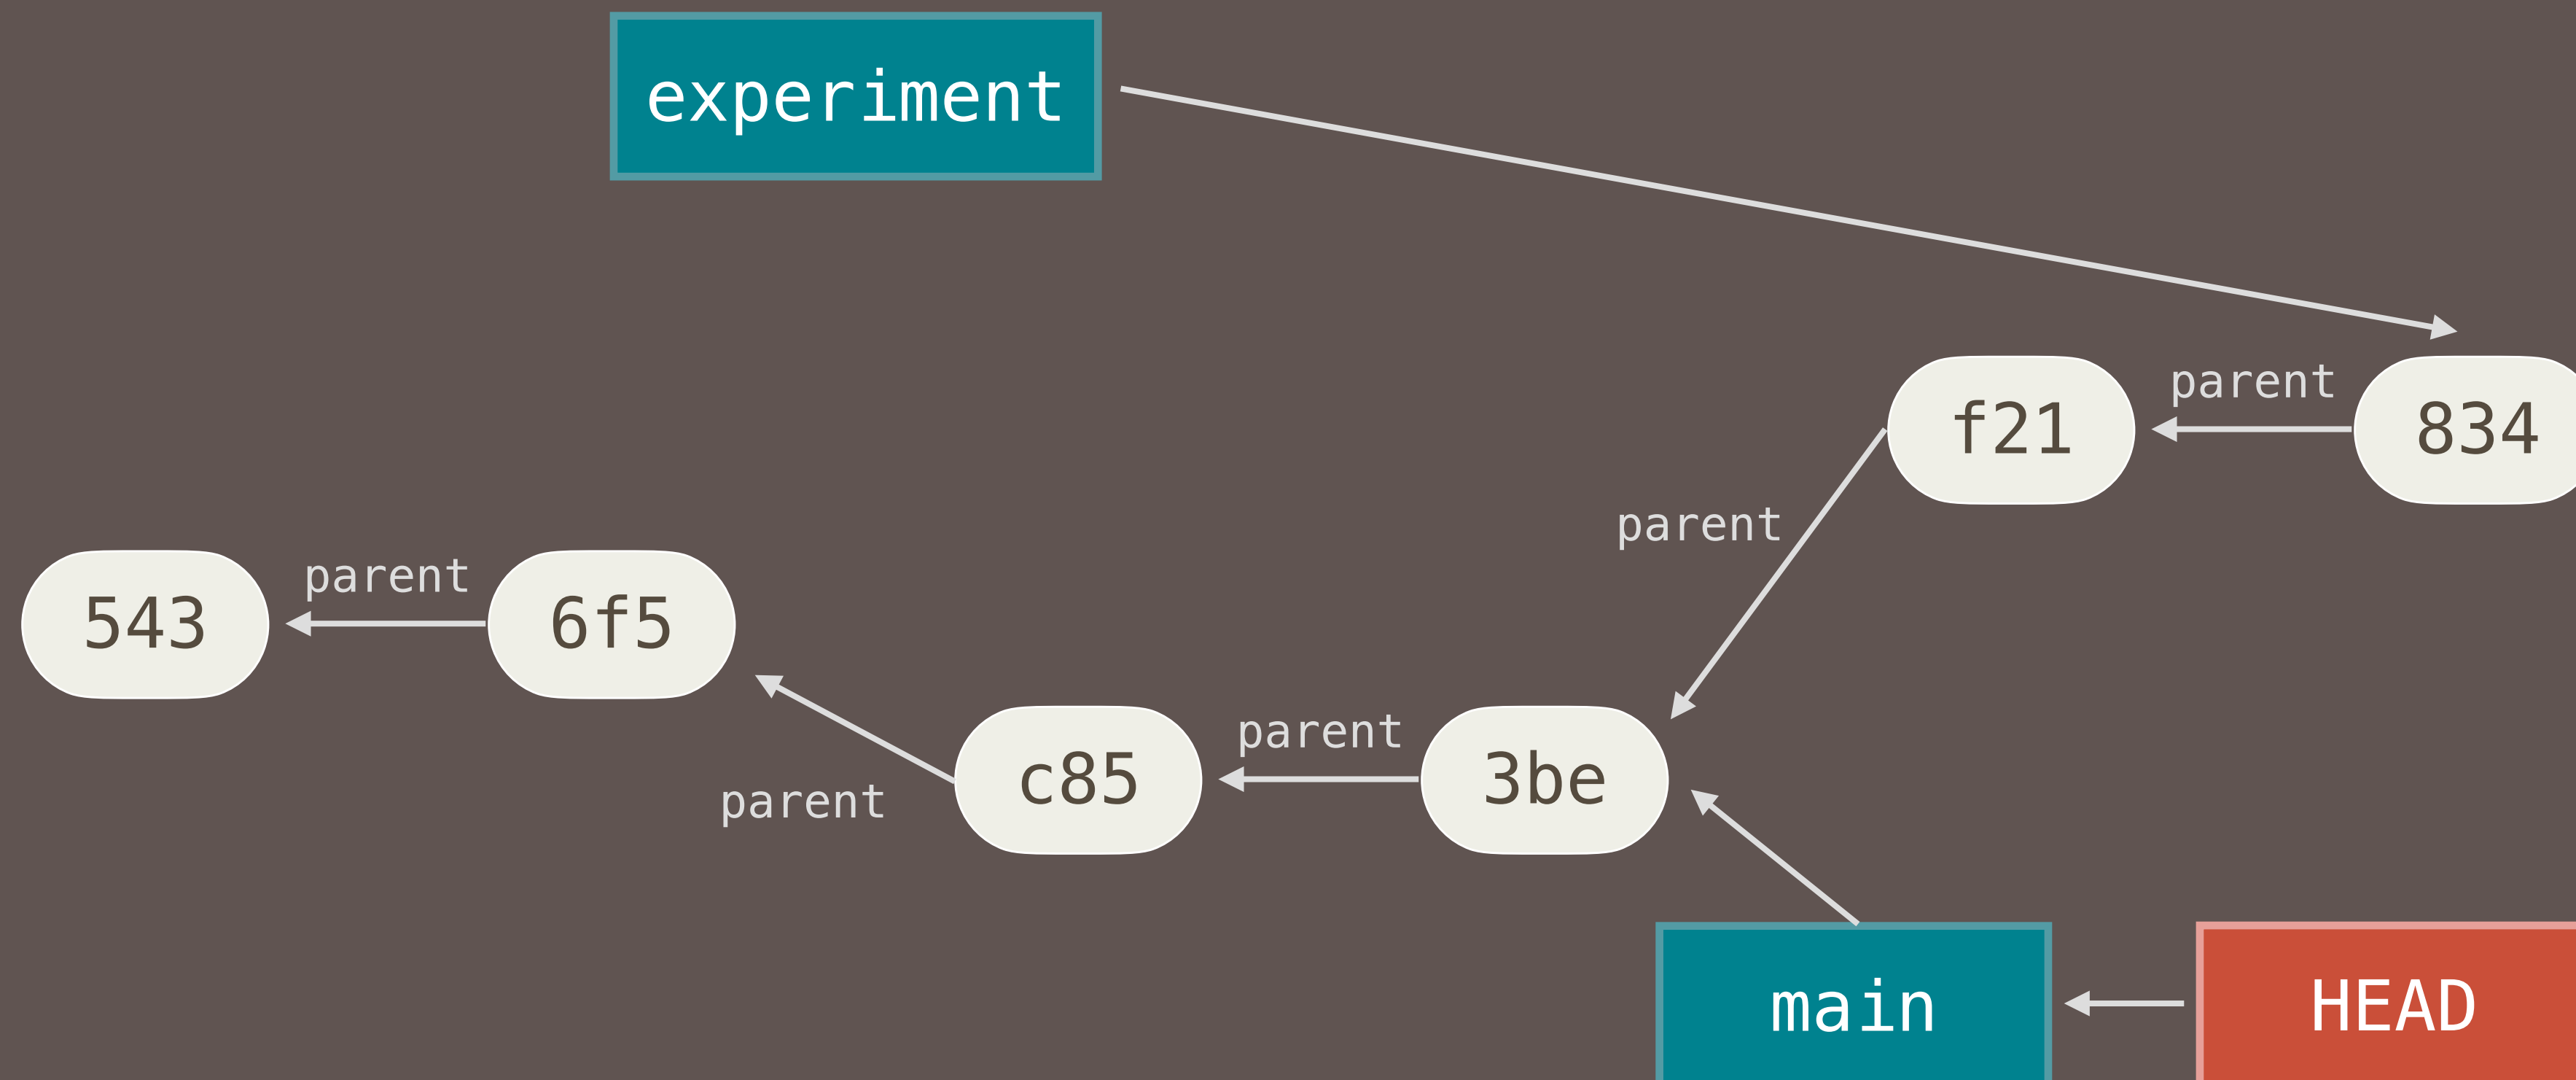 experiment
parent
f21
834
parent
parent
543
6f5
parent
c85
3be
parent
main
HEAD